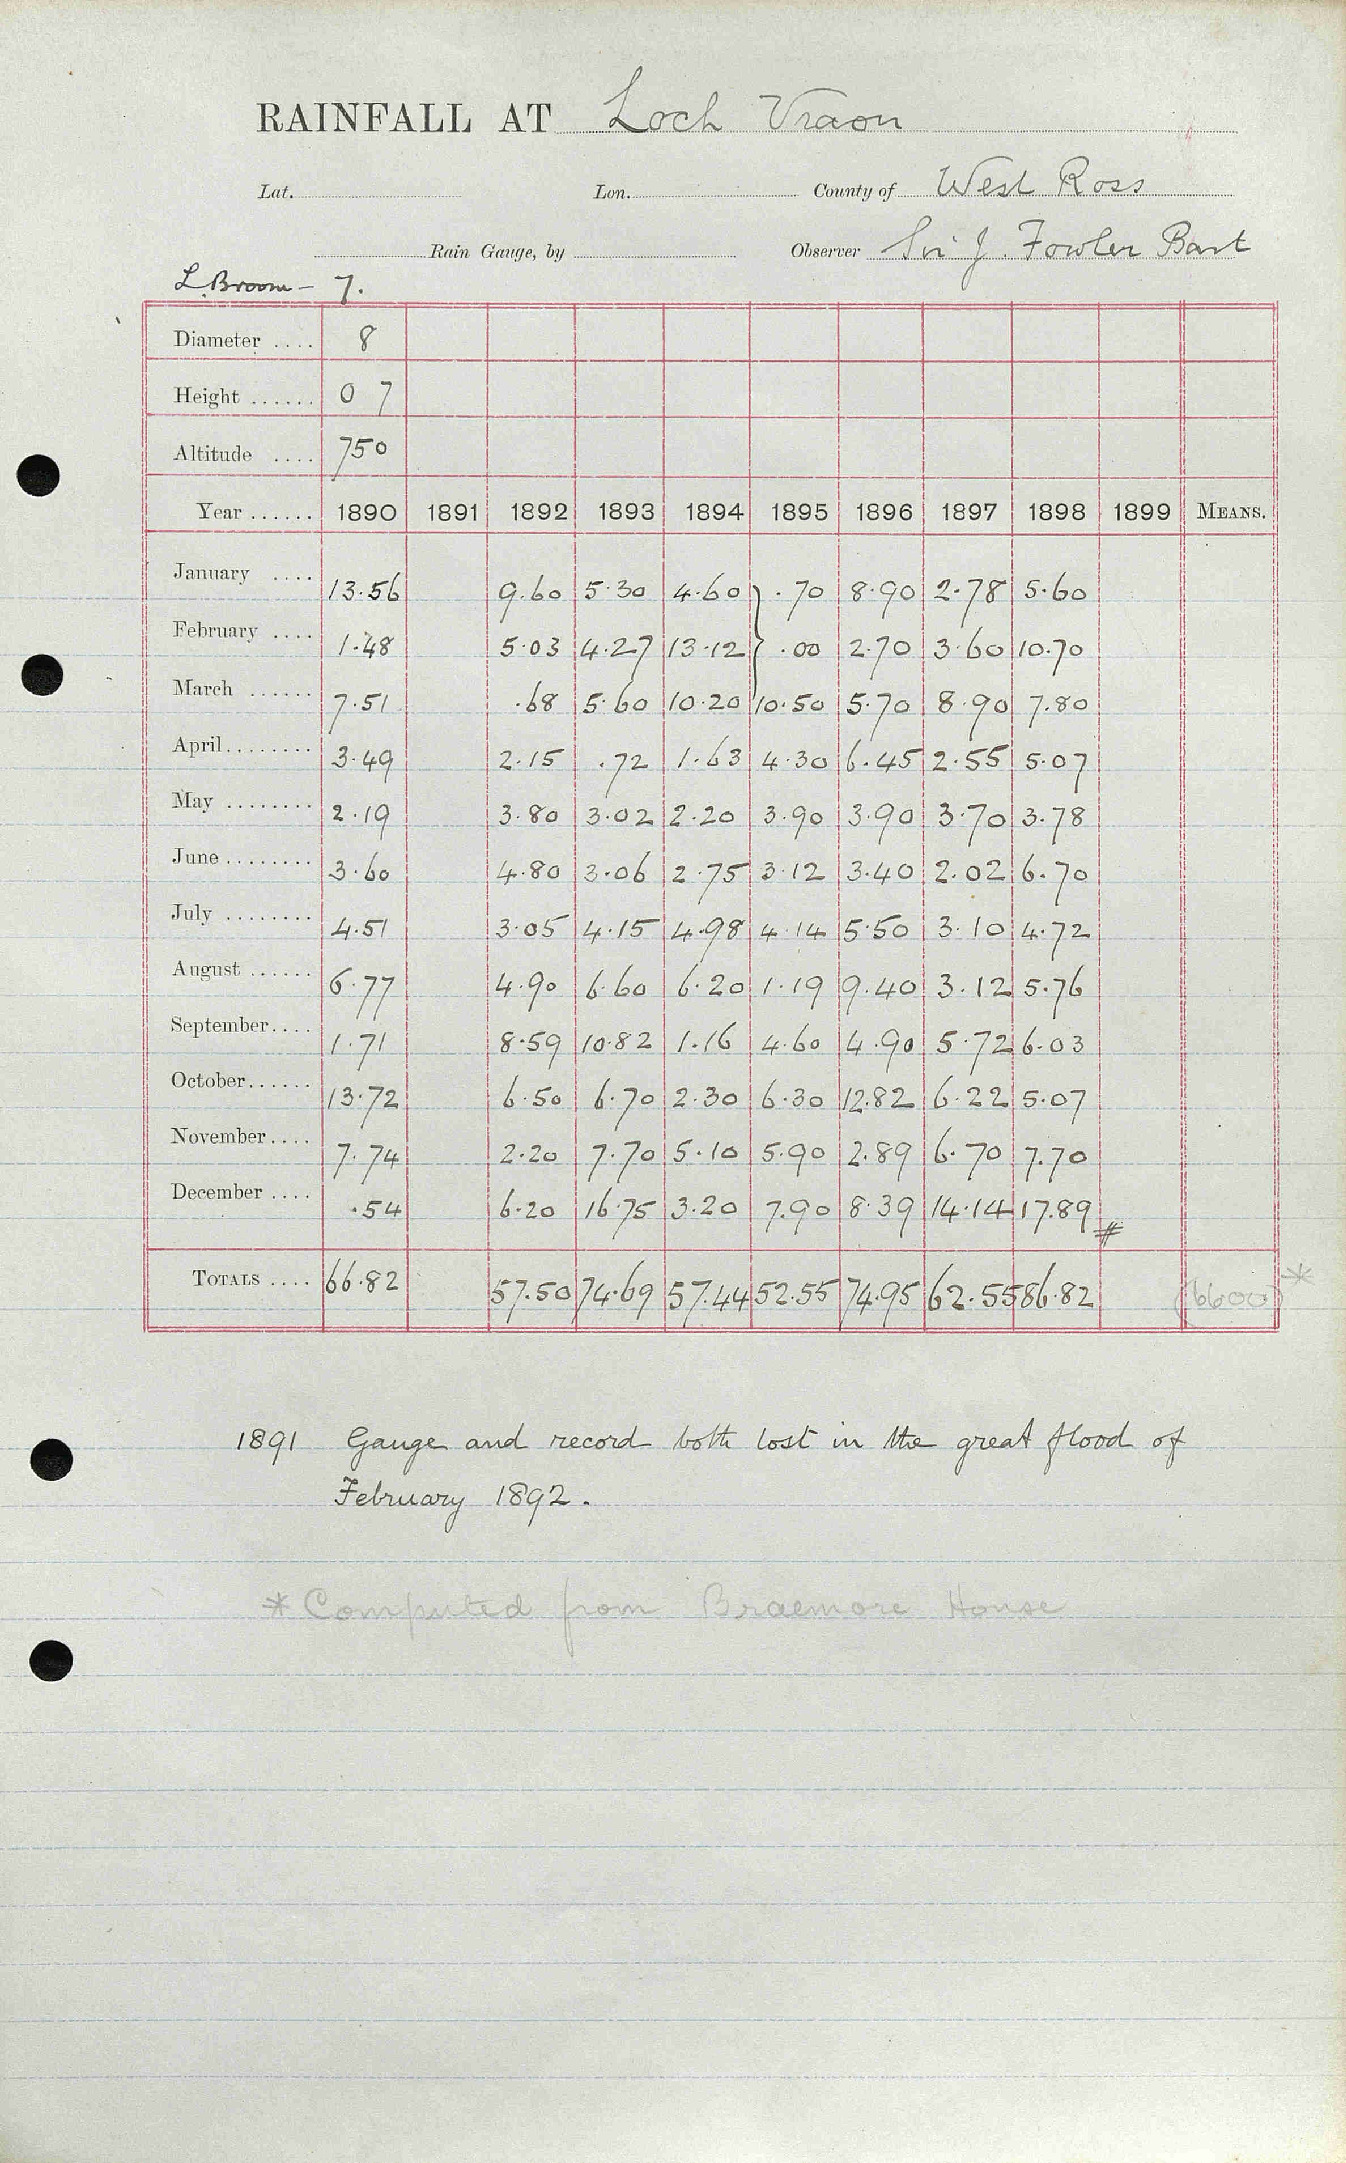 RAINFALL AT Loch Vraon
Lat. Lon. County of West Ross
Rain Gauge, by Observer Sir J. Fowler Bart
L. Broom - 7.
Diameter .... 8
Height ...... 0 7
Altitude .... 750
Year ...... 1890 1891 1892 1893 1894 1895 1896 1897 1898 1899 MEANS.
January .... 13.56 9.60 5.30 4.60 .70 8.90 2.78 5.60
February .... 1.48 5.03 4.27 13.12 .00 2.70 3.60 10.70
March ...... 7.51 .68 5.60 10.20 10.50 5.70 8.90 7.80
April........ 3.49 2.15 .72 1.63 4.30 6.45 2.55 5.07
May ........ 2.19 3.80 3.02 2.20 3.90 3.90 3.70 3.78
June ........ 3.60 4.80 3.06 2.75 3.12 3.40 2.02 6.70
July ........ 4.51 3.05 4.15 4.98 4.14 5.50 3.10 4.72
August ...... 6.77 4.90 6.60 6.20 1.19 9.40 3.12 5.76
September.... 1.71 8.59 10.82 1.16 4.60 4.90 5.72 6.03
October...... 13.72 6.50 6.70 2.30 6.30 12.82 6.22 5.07
November.... 7.74 2.20 7.70 5.10 5.90 2.89 6.70 7.70
December .... .54 6.20 16.75 3.20 7.90 8.39 14.14 17.89 #
TOTALS .... 66.82 57.50 74.69 57.44 52.55 74.95 62.55 86.82 (6600) *
1891 Gauge and record both lost in the great flood of
February 1892.
* Computed from Braemore House